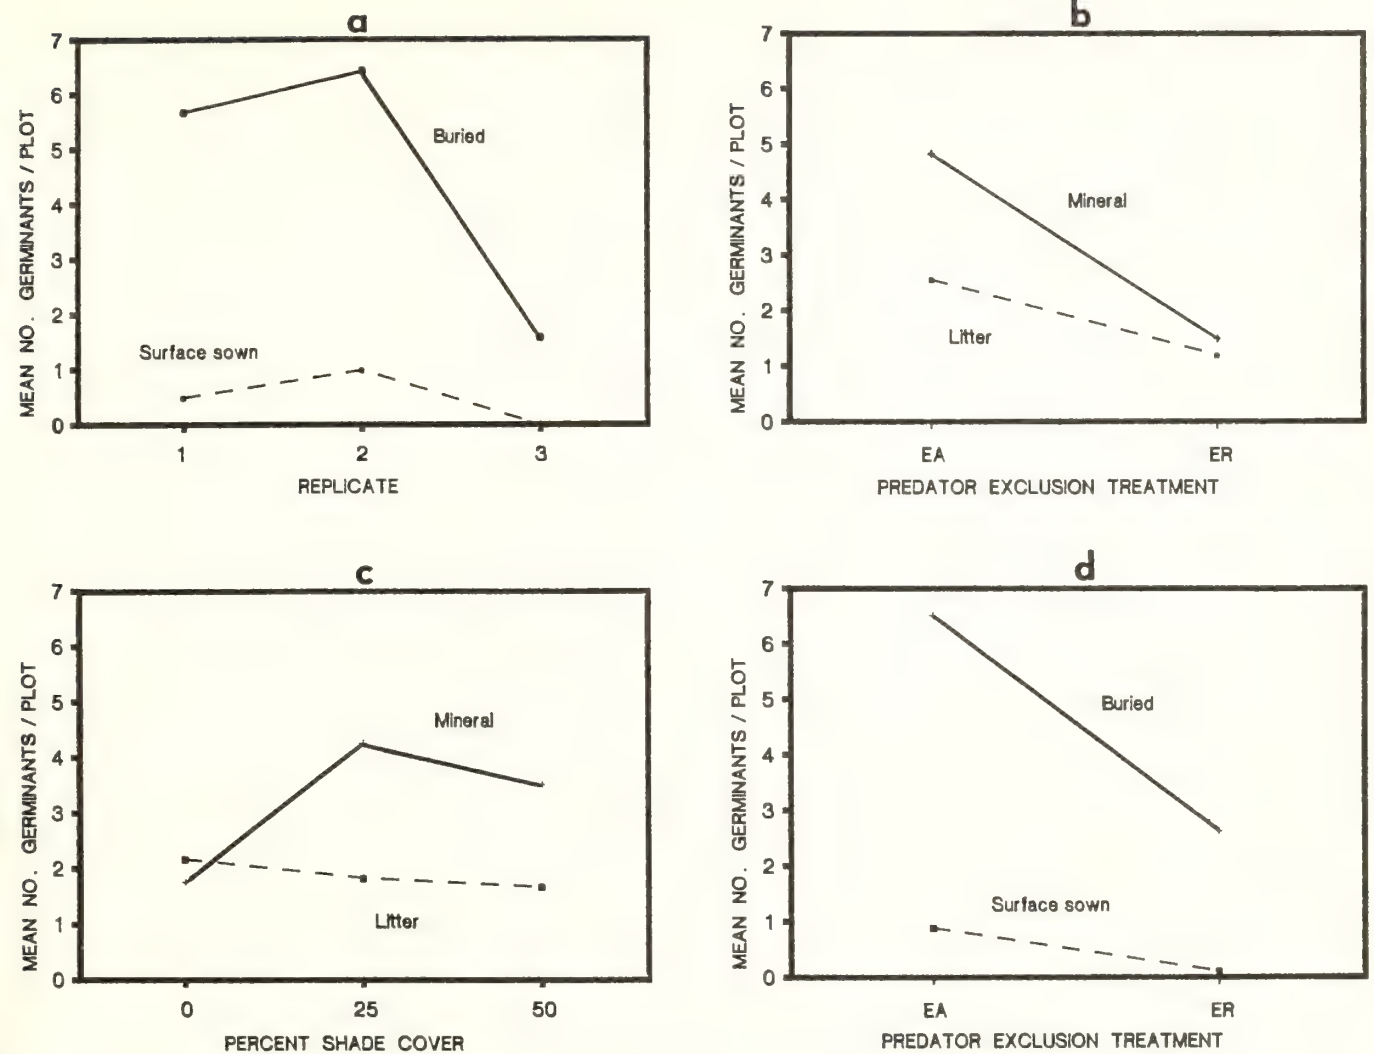 a
7
6
5
4
3
2
1
0
MEAN NO. GERMINANTS / PLOT
Buried
Surface sown
1 2 3
REPLICATE
b
7
6
5
4
3
2
1
0
MEAN NO. GERMINANTS / PLOT
Mineral
Litter
EA ER
PREDATOR EXCLUSION TREATMENT
c
7
6
5
4
3
2
1
0
MEAN NO. GERMINANTS / PLOT
Mineral
Litter
0 25 50
PERCENT SHADE COVER
d
7
6
5
4
3
2
1
0
MEAN NO. GERMINANTS / PLOT
Buried
Surface sown
EA ER
PREDATOR EXCLUSION TREATMENT